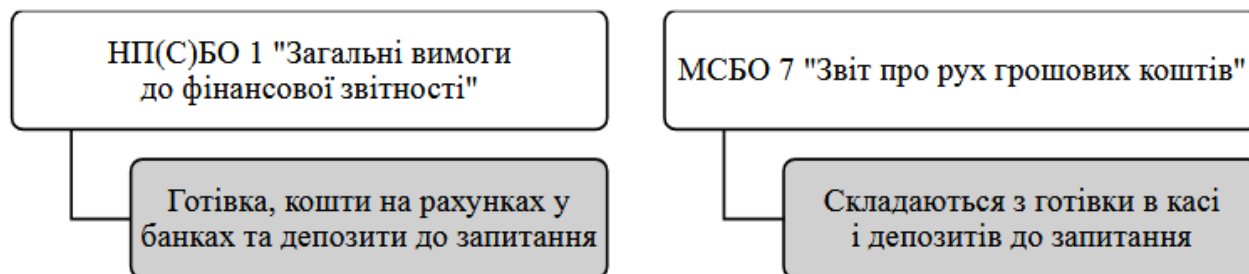 НП(С)БО 1 "Загальні вимоги
до фінансової звітності"
Готівка, кошти на рахунках у
банках та депозити до запитання
МСБО 7 "Звіт про рух грошових коштів"
Складаються з готівки в касі
і депозитів до запитання